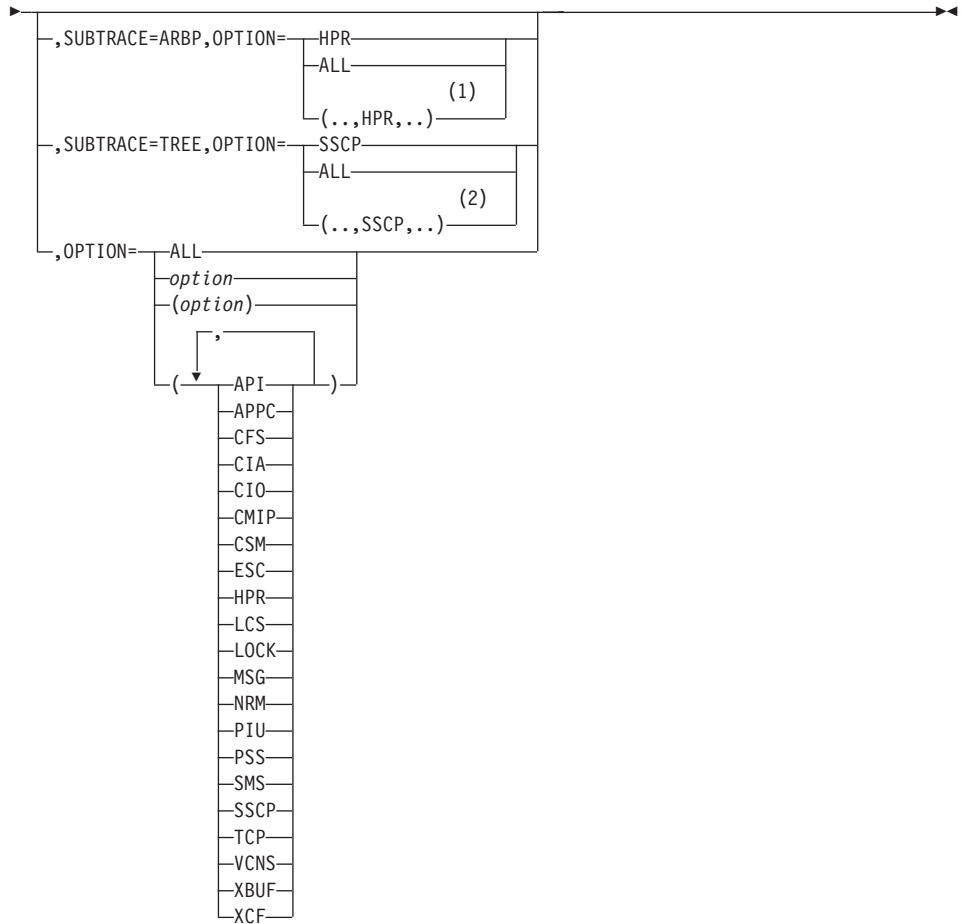 ,SUBTRACE=ARBP,OPTION= HPR
ALL
(1)
(..,HPR,..)
,SUBTRACE=TREE,OPTION= SSCP
ALL
(2)
(..,SSCP,..)
,OPTION= ALL
option
(option)
,
( API )
APPC
CFS
CIA
CIO
CMIP
CSM
ESC
HPR
LCS
LOCK
MSG
NRM
PIU
PSS
SMS
SSCP
TCP
VCNS
XBUF
XCF